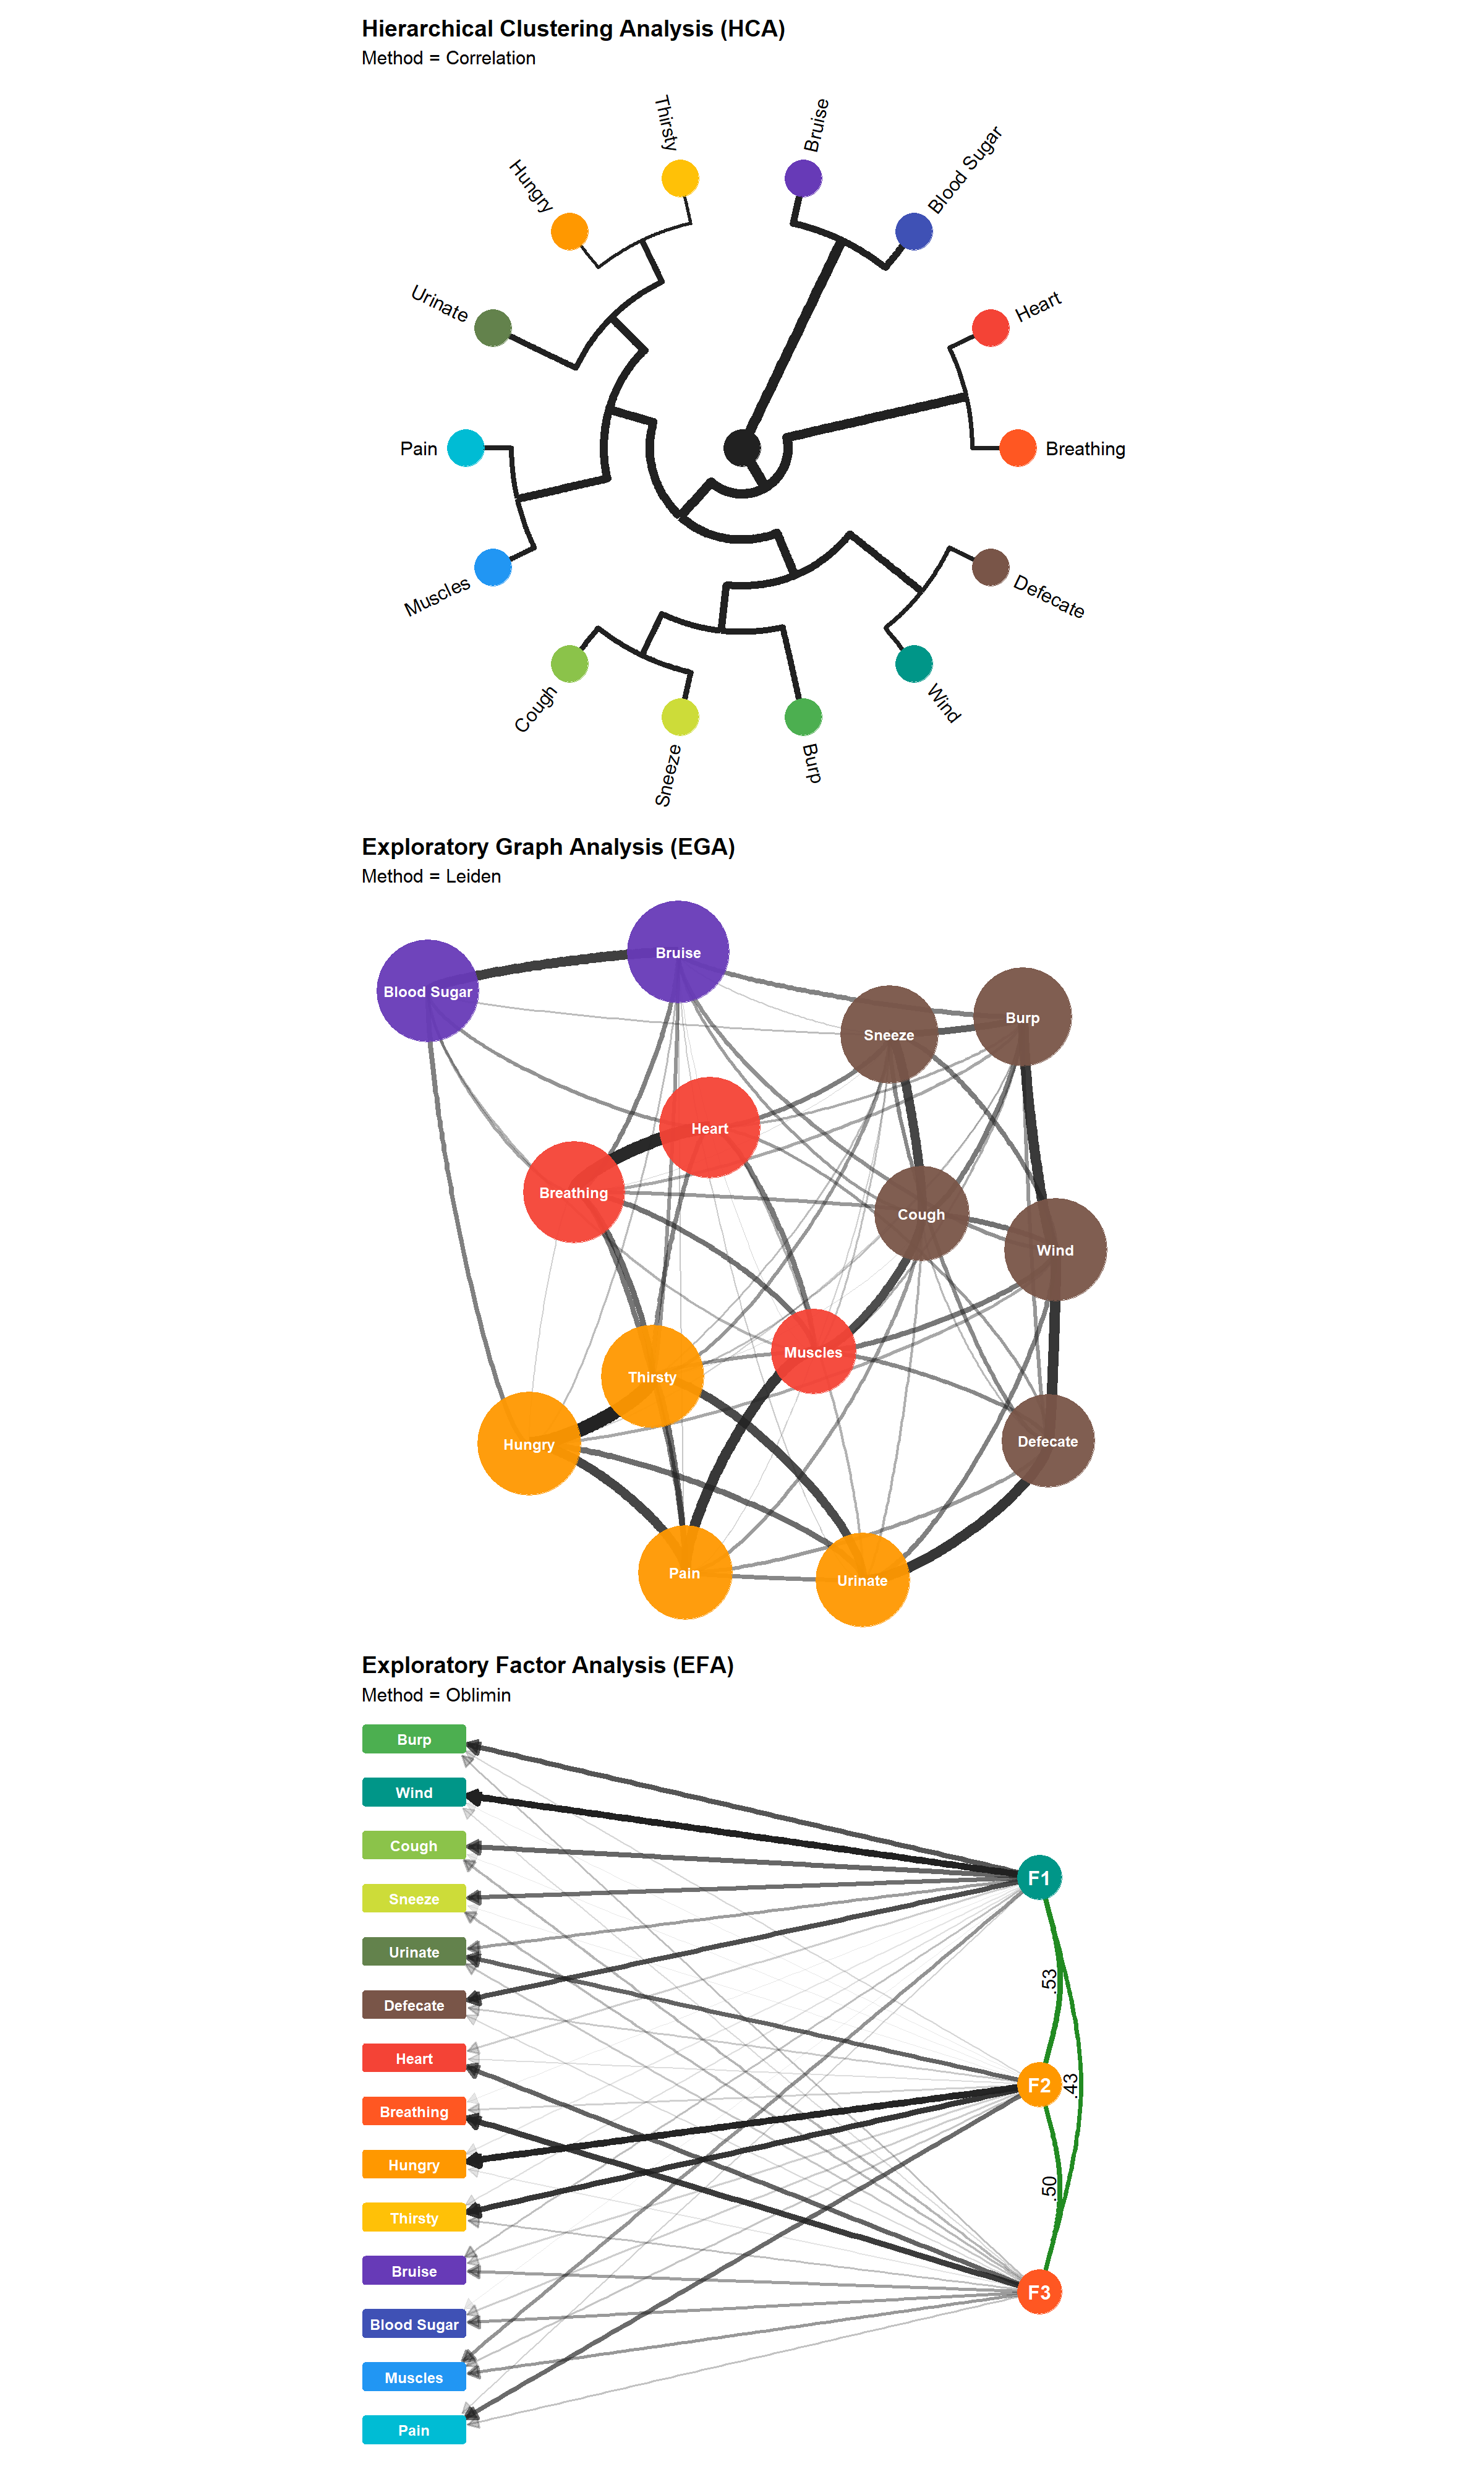 Hierarchical Clustering Analysis (HCA)
Method = Correlation
Thirsty
Bruise
Hungry
Blood Sugar
Urinate
Heart
Pain
Breathing
Muscles
Defecate
Cough
Wind
Sneeze
Burp
Exploratory Graph Analysis (EGA)
Method = Leiden
Bruise
Blood Sugar
Burp
Sneeze
Heart
Breathing
Cough
Wind
Muscles
Thirsty
Defecate
Hungry
Pain
Urinate
Exploratory Factor Analysis (EFA)
Method = Oblimin
Burp
Wind
Cough
Sneeze
Urinate
Defecate
Heart
Breathing
Hungry
Thirsty
Bruise
Blood Sugar
Muscles
Pain
F1
.53
F2
.43
.50
F3